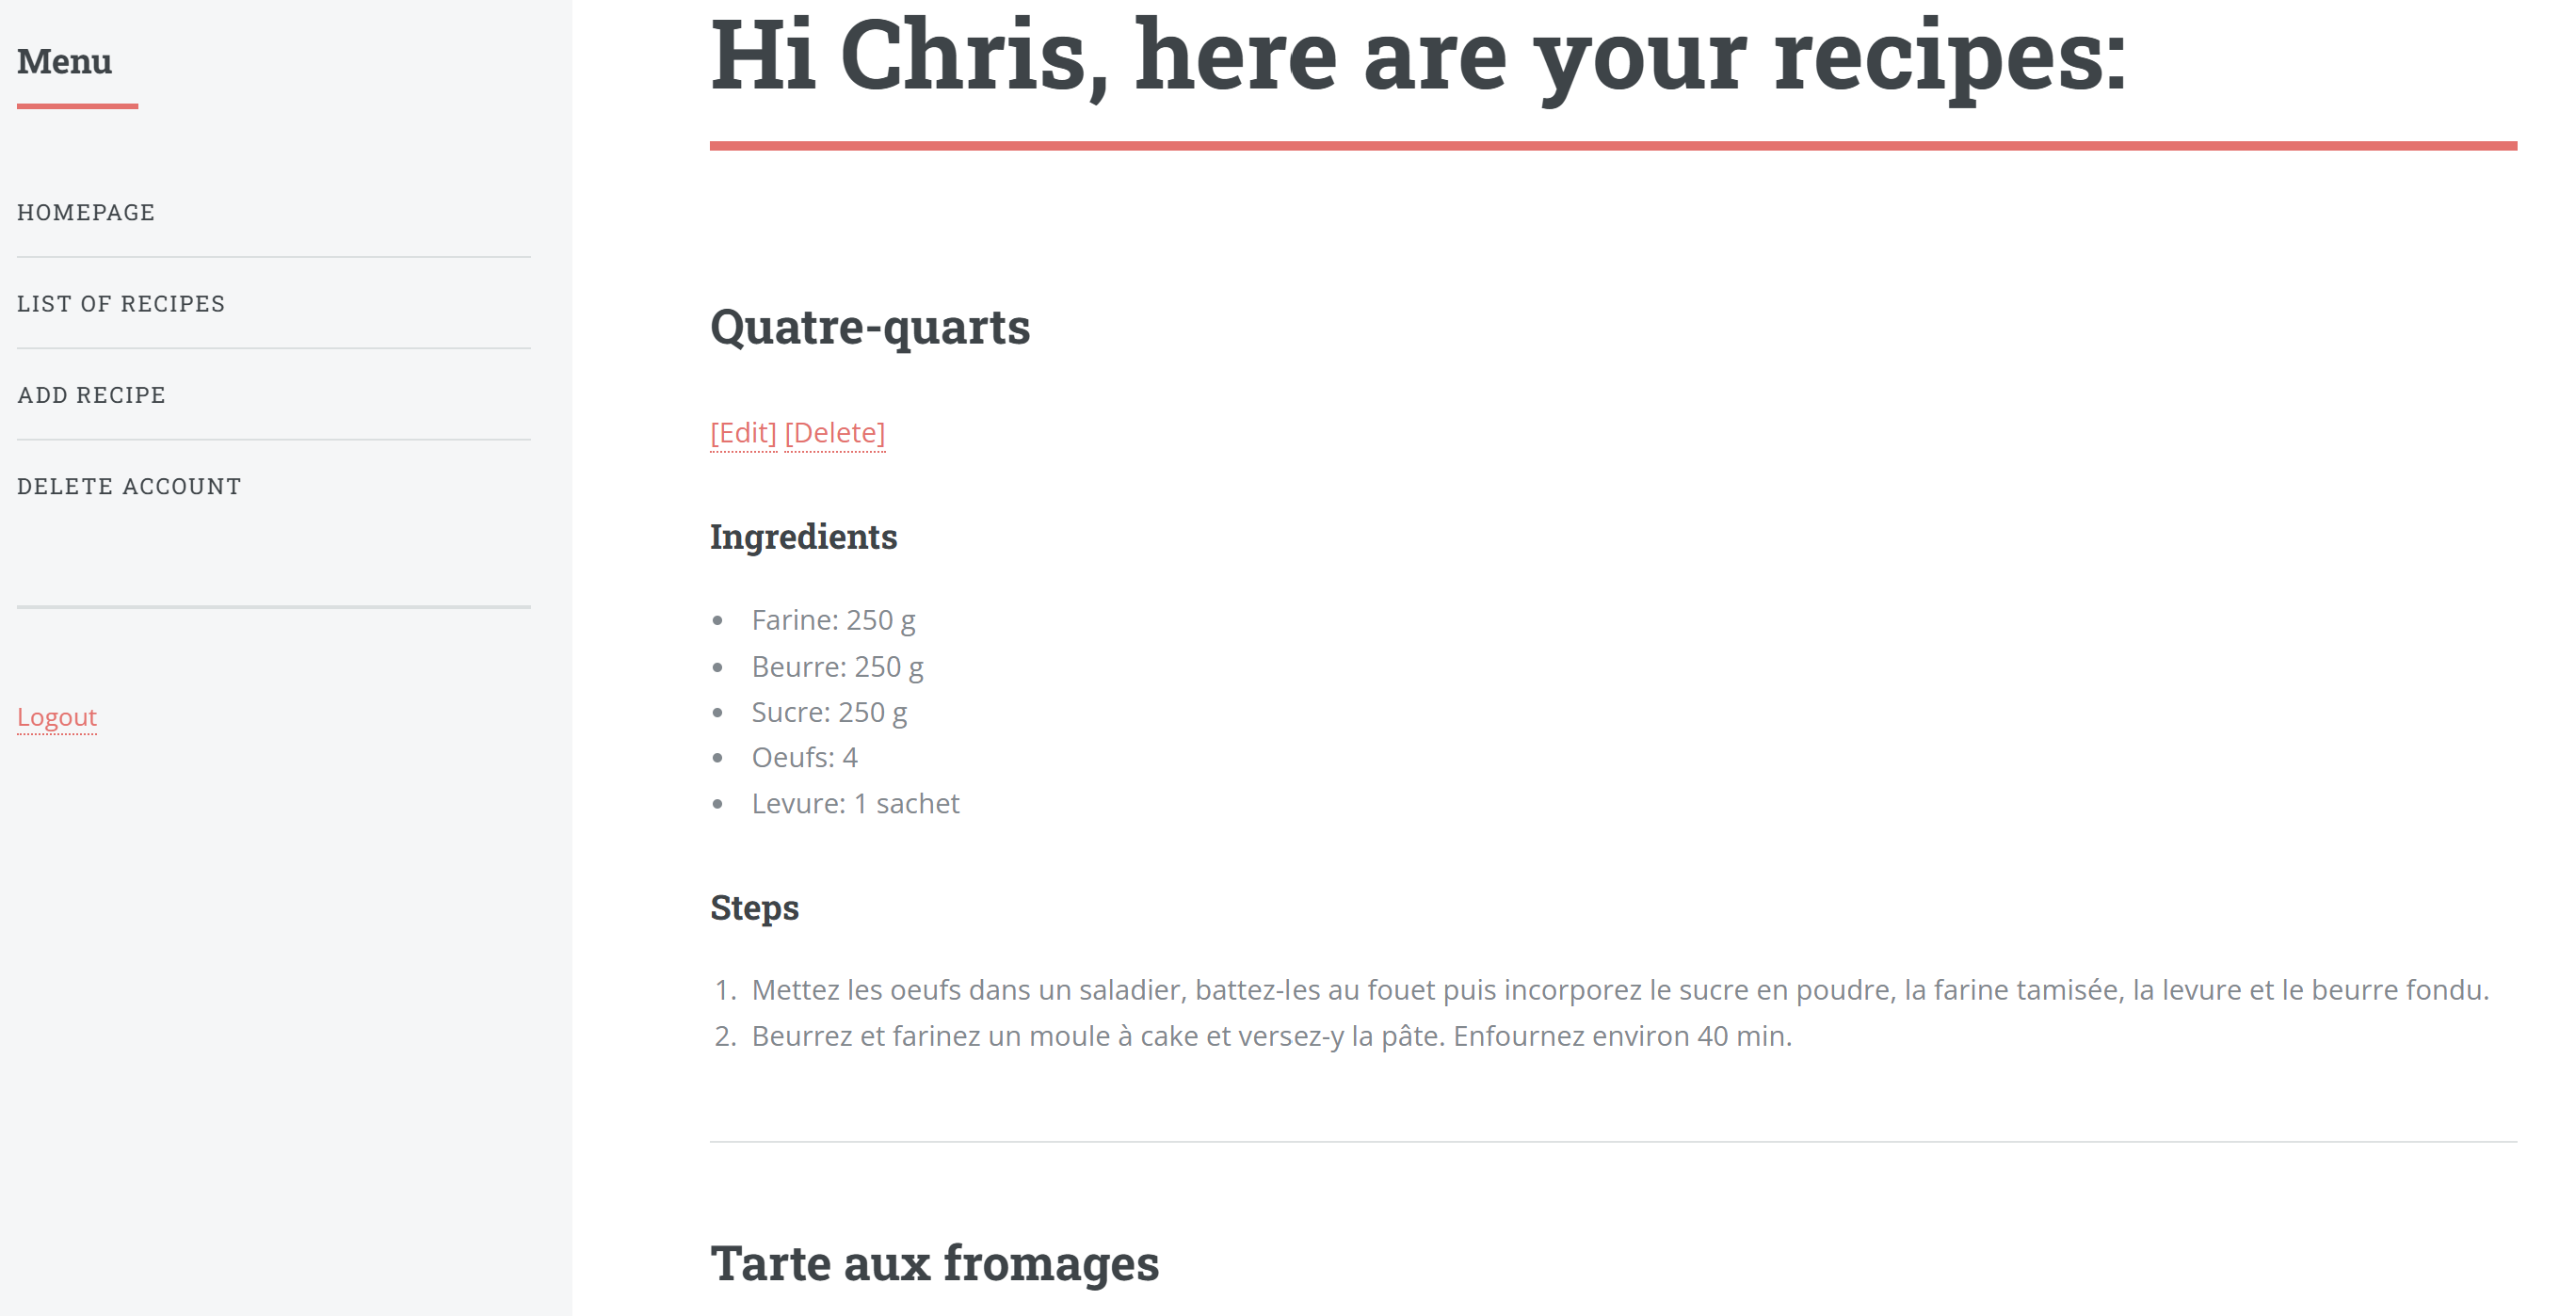 Menu
HOMEPAGE
LIST OF RECIPES
ADD RECIPE
DELETE ACCOUNT
Logout
Hi Chris, here are your recipes:
Quatre-quarts
[Edit] [Delete]
Ingredients
• Farine: 250 g
• Beurre: 250 g
• Sucre: 250 g
• Oeufs: 4
• Levure: 1 sachet
Steps
1. Mettez les oeufs dans un saladier, battez-les au fouet puis incorporez le sucre en poudre, la farine tamisée, la levure et le beurre fondu.
2. Beurrez et farinez un moule à cake et versez-y la pâte. Enfournez environ 40 min.
Tarte aux fromages